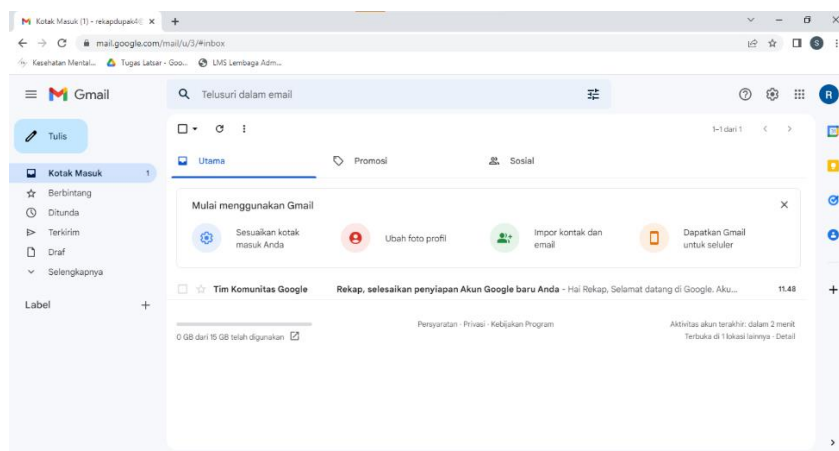 Kotak Masuk (1) - rekapdupak4@
mail.google.com/mail/u/3/#inbox
S
Kesehatan Mental... Tugas Latsar - Goo... LMS Lembaga Adm...
Gmail
Telusuri dalam email
R
Tulis
1–1 dari 1
Kotak Masuk 1
Utama Promosi Sosial
Berbintang
Ditunda
Terkirim
Draf
Selengkapnya
Label
Mulai menggunakan Gmail
Sesuaikan kotak
masuk Anda
Ubah foto profil
Impor kontak dan
email
Dapatkan Gmail
untuk seluler
Tim Komunitas Google Rekap, selesaikan penyiapan Akun Google baru Anda - Hai Rekap, Selamat datang di Google. Aku... 11.48
0 GB dari 15 GB telah digunakan
Persyaratan · Privasi · Kebijakan Program
Aktivitas akun terakhir: dalam 2 menit
Terbuka di 1 lokasi lainnya · Detail